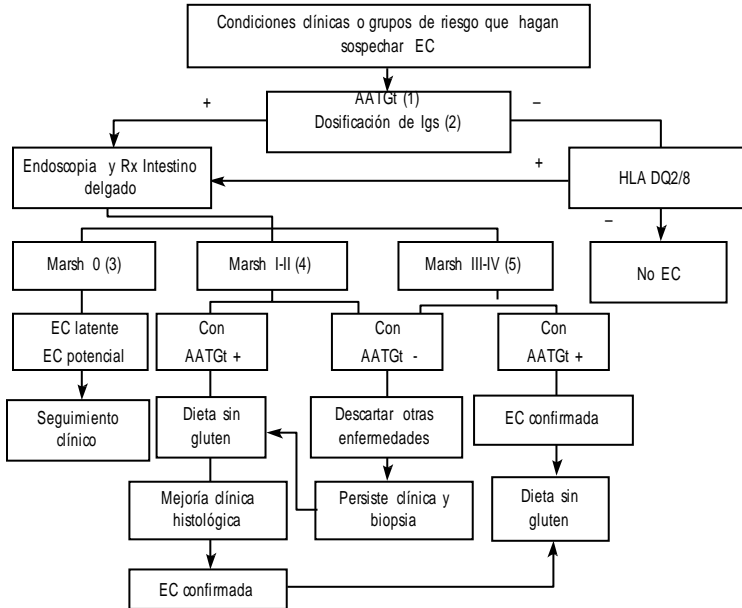 Condiciones clínicas o grupos de riesgo que hagan
sospechar EC
+
AATGt (1)
Dosificación de Igs (2)
–
Endoscopia y Rx Intestino
delgado
+
HLA DQ2/8
–
No EC
Marsh 0 (3)
Marsh I-II (4)
Marsh III-IV (5)
EC latente
EC potencial
Con
AATGt +
Con
AATGt -
Con
AATGt +
Seguimiento
clínico
Dieta sin
gluten
Descartar otras
enfermedades
EC confirmada
Mejoría clínica
histológica
Persiste clínica y
biopsia
Dieta sin
gluten
EC confirmada